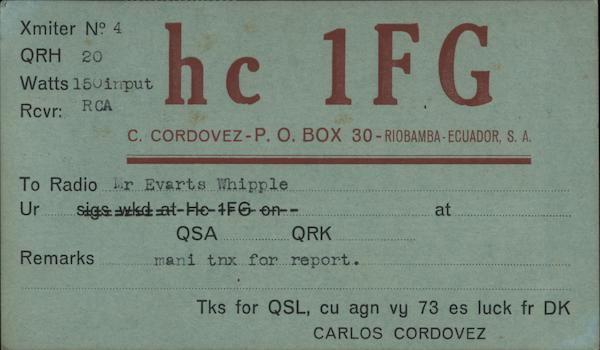 Xmiter Nº 4
QRH 20
Watts 150 input
Rcvr: RCA
hc 1FG
C. CORDOVEZ - P. O. BOX 30 - RIOBAMBA - ECUADOR, S. A.
To Radio Mr Evarts Whipple
Ur sigs wkd at Hc 1FG on -- at
QSA QRK
Remarks mani tnx for report.
Tks for QSL, cu agn vy 73 es luck fr DK
CARLOS CORDOVEZ